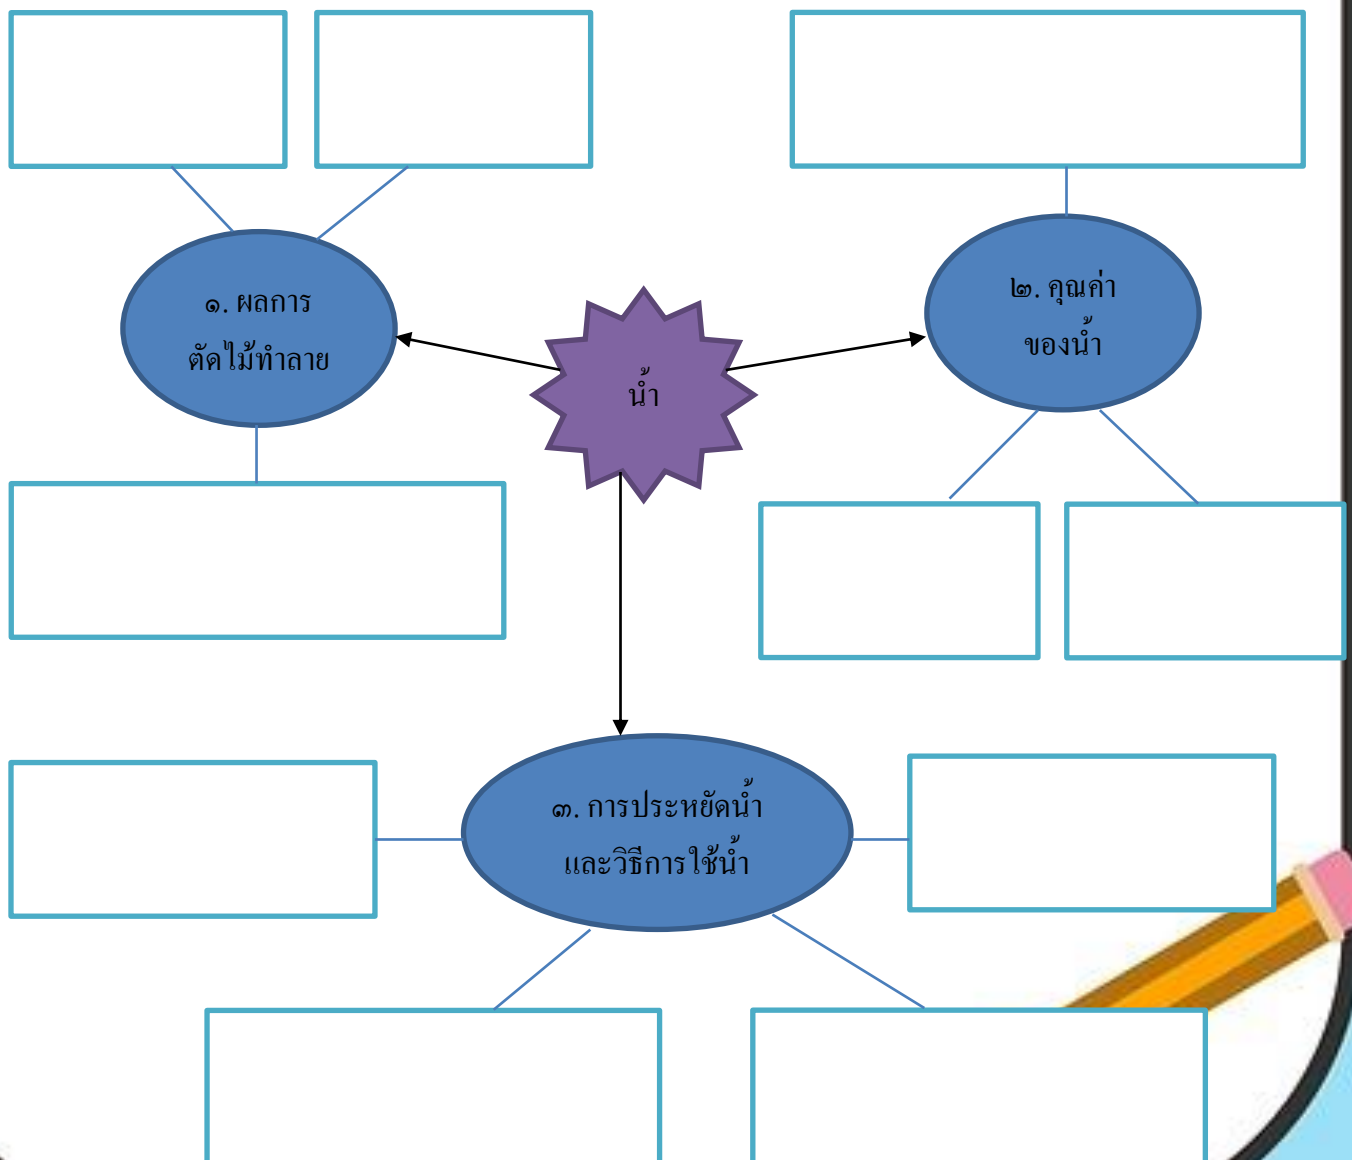 ๑. ผลการ
ตัดไม้ทำลาย
๒. คุณค่า
ของน้ำ
น้ำ
๓. การประหยัดน้ำ
และวิธีการใช้น้ำ